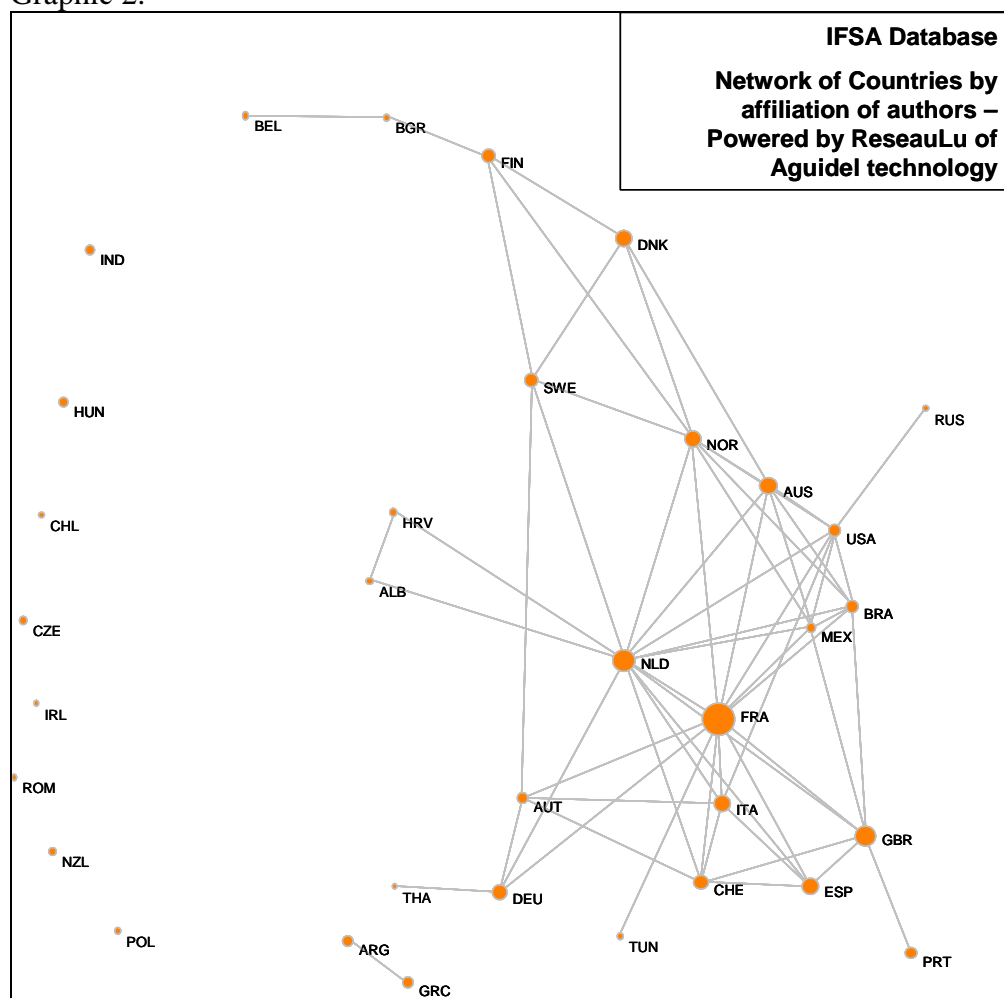 Graphic 2:
IFSA Database
Network of Countries by
affiliation of authors –
Powered by ReseauLu of
Aguidel technology
BEL
BGR
FIN
DNK
IND
SWE
HUN
NOR
RUS
AUS
CHL
HRV
USA
ALB
BRA
CZE
MEX
NLD
IRL
FRA
ROM
AUT
ITA
GBR
NZL
THA
DEU
CHE
ESP
POL
ARG
TUN
PRT
GRC